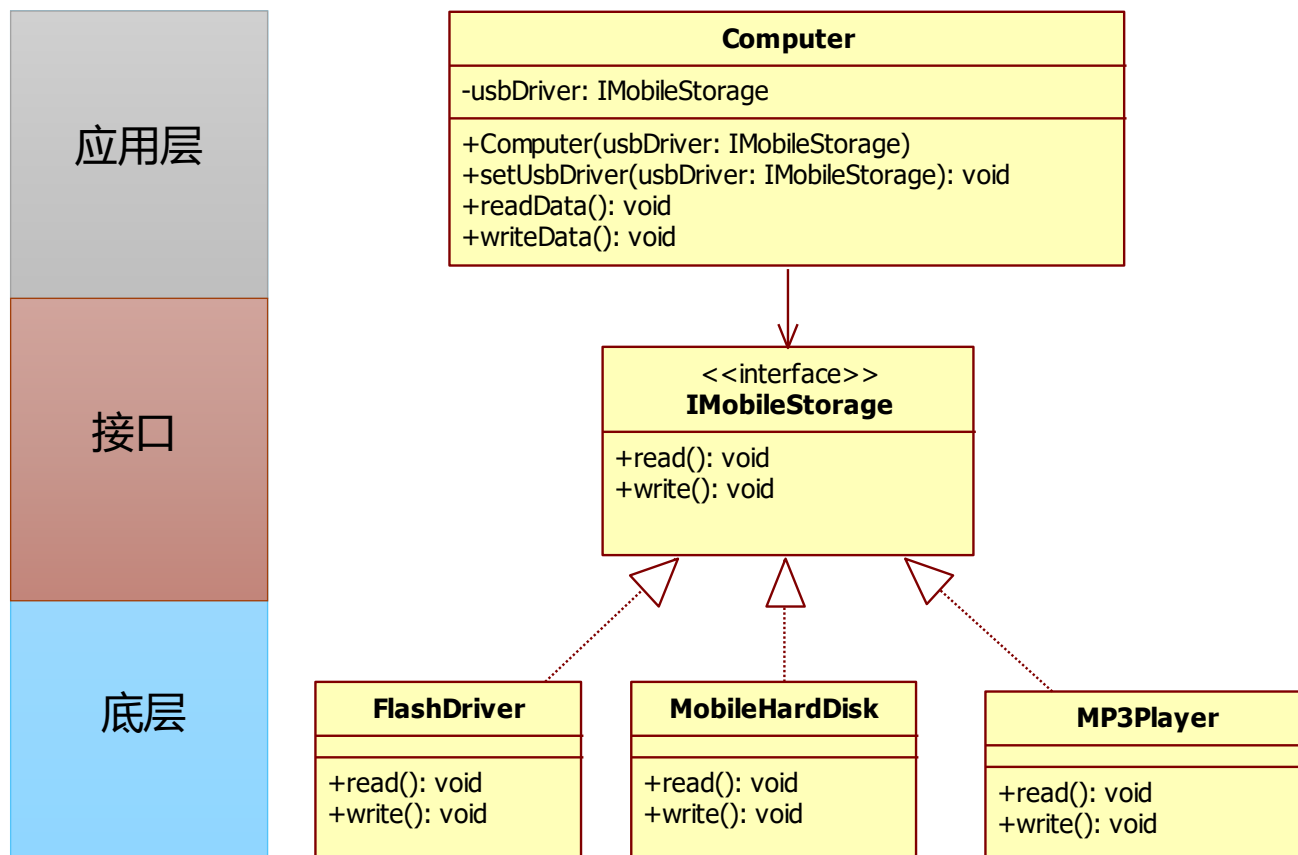 应用层
接口
底层
Computer
-usbDriver: IMobileStorage
+Computer(usbDriver: IMobileStorage)
+setUsbDriver(usbDriver: IMobileStorage): void
+readData(): void
+writeData(): void
<<interface>>
IMobileStorage
+read(): void
+write(): void
FlashDriver
+read(): void
+write(): void
MobileHardDisk
+read(): void
+write(): void
MP3Player
+read(): void
+write(): void